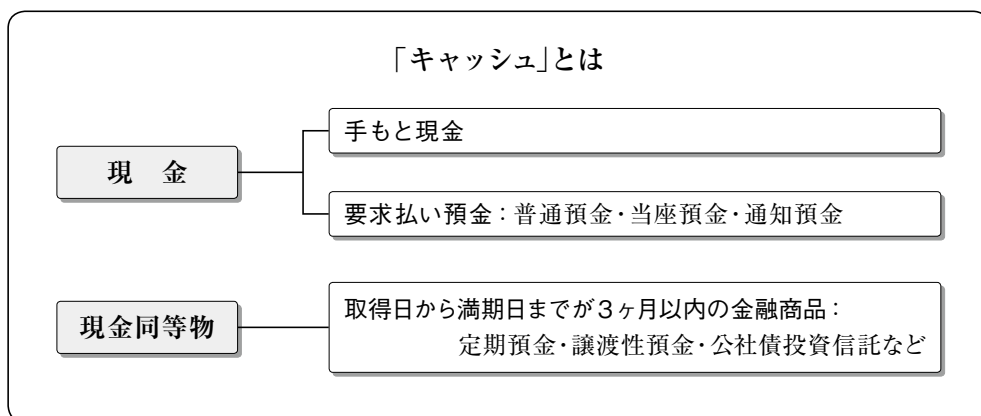 「キャッシュ」とは
現　金
手もと現金
要求払い預金：普通預金・当座預金・通知預金
現金同等物
取得日から満期日までが３ヶ月以内の金融商品：
定期預金・譲渡性預金・公社債投資信託など